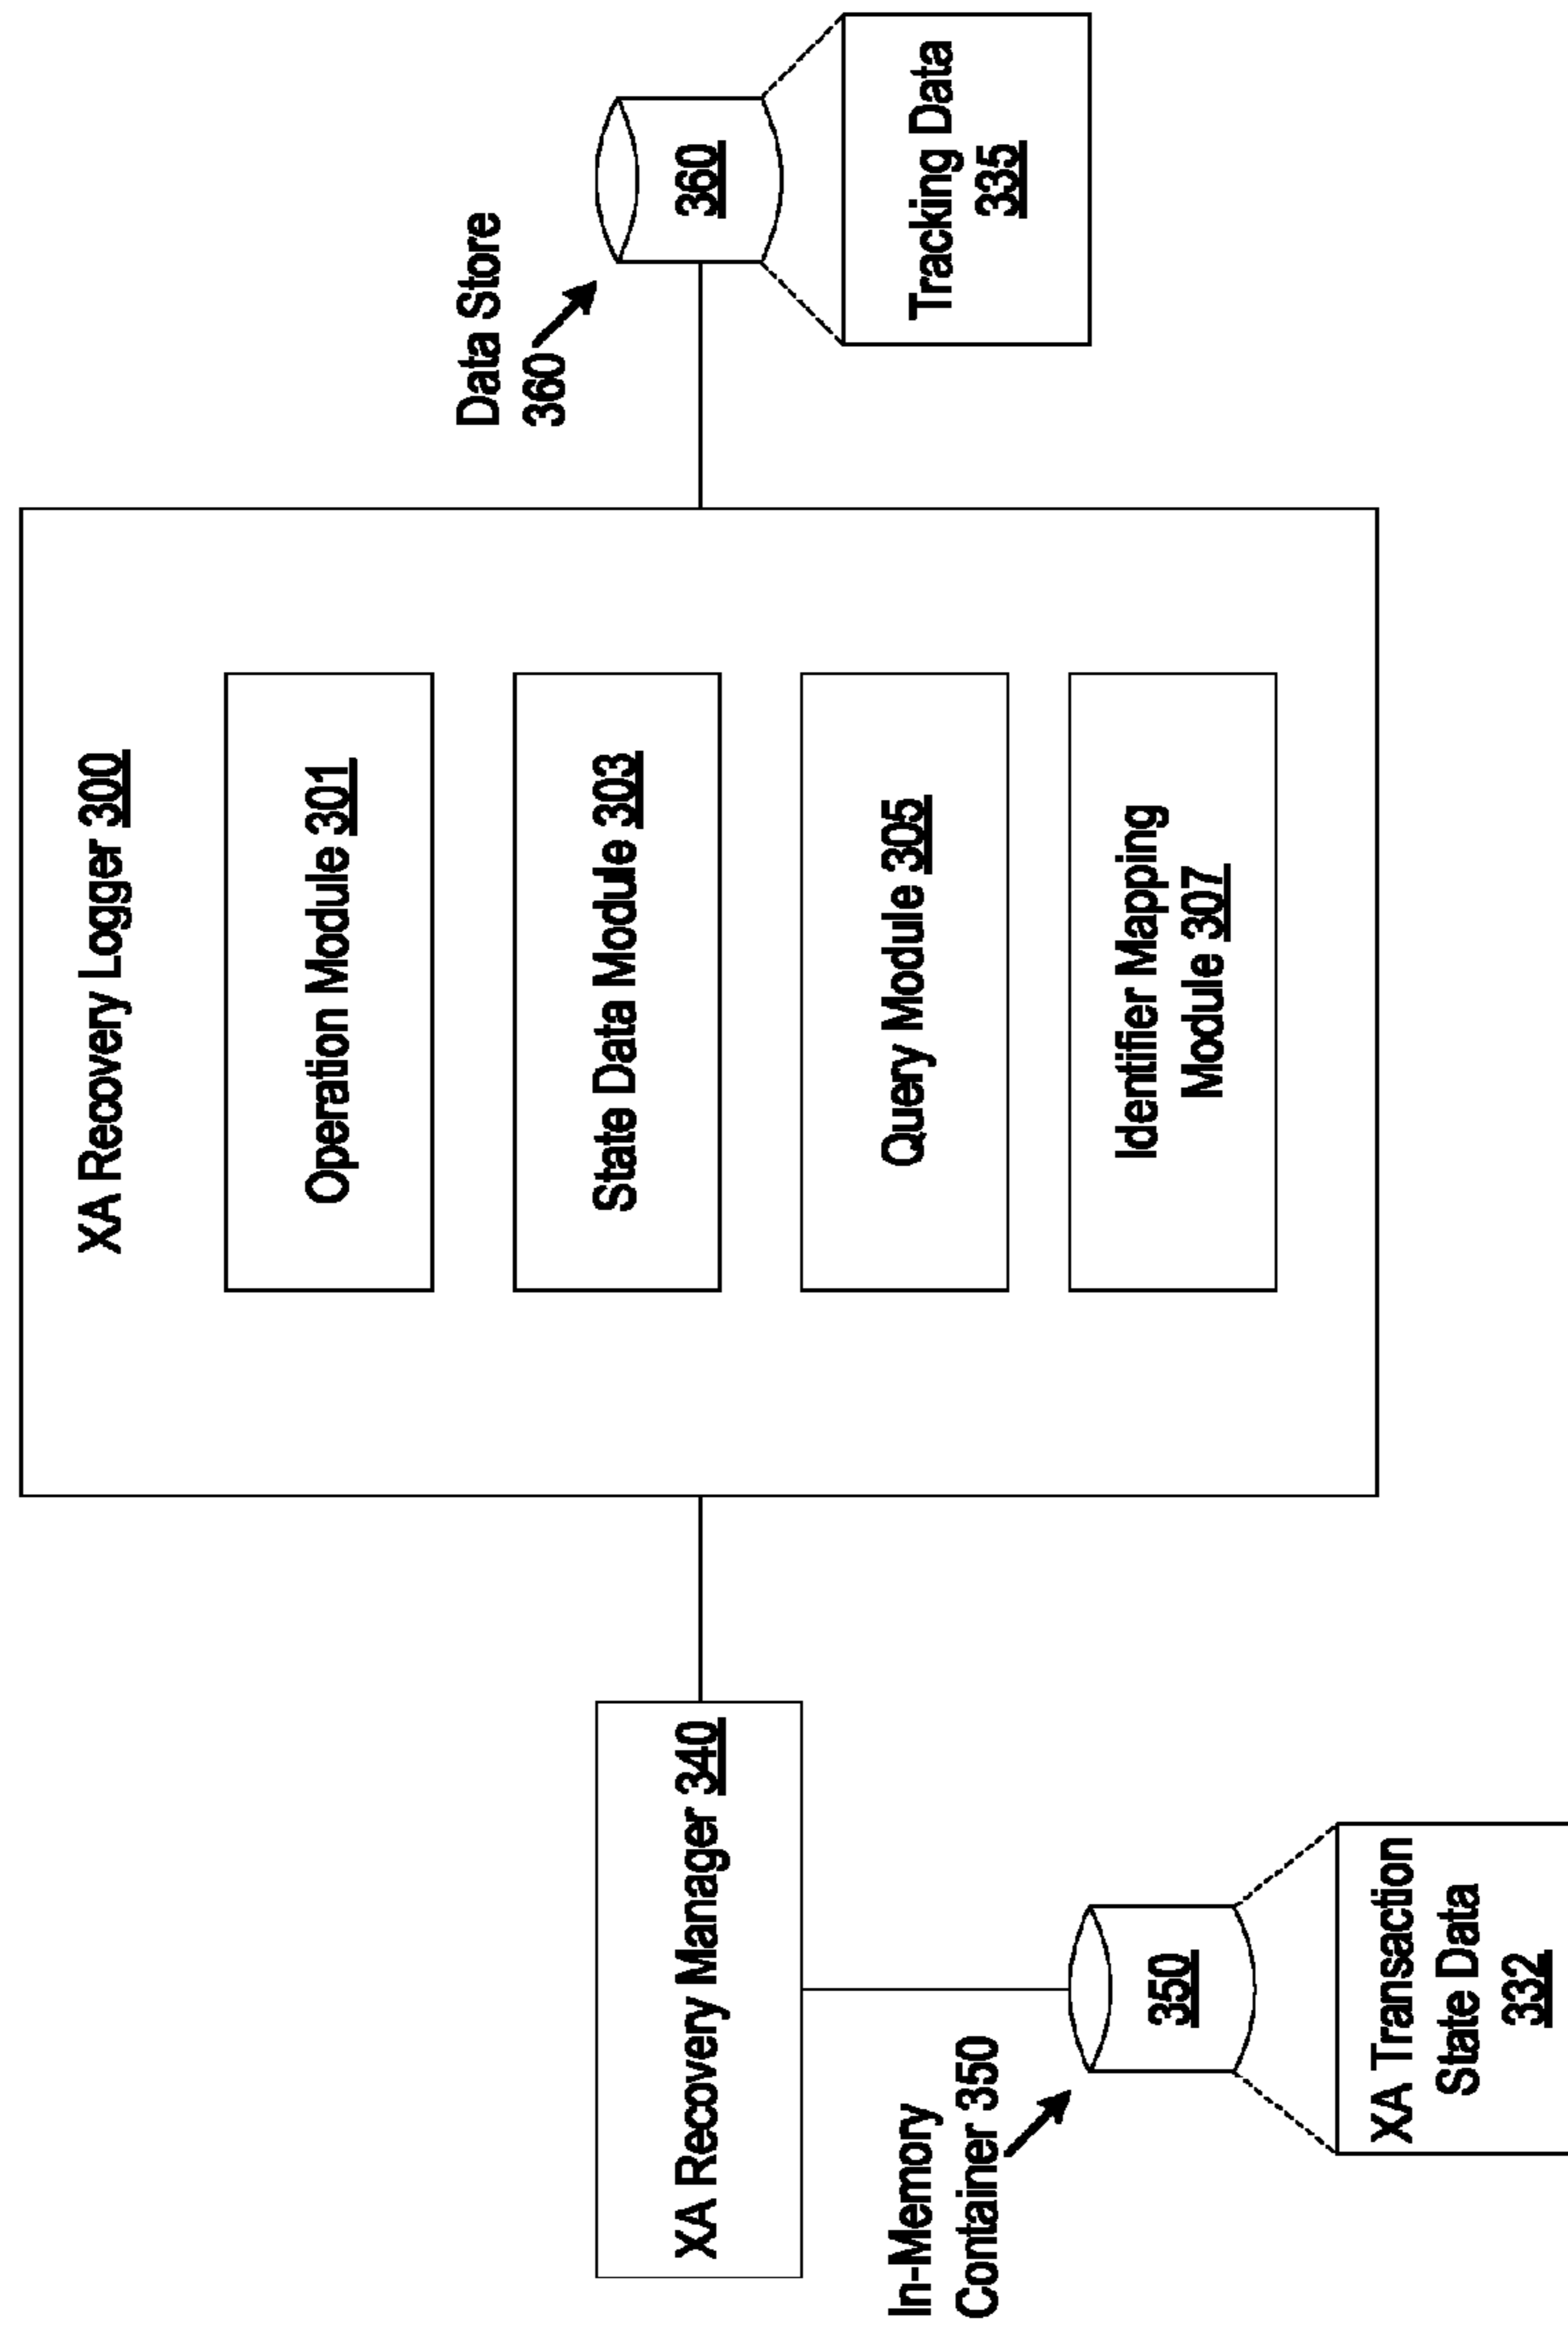 XA Recovery Logger 300
Operation Module 301
State Data Module 303
Query Module 305
Identifier Mapping
Module 307
XA Recovery Manager 340
In-Memory
Container 350
350
XA Transaction
State Data
332
Data Store
360
360
Tracking Data
335